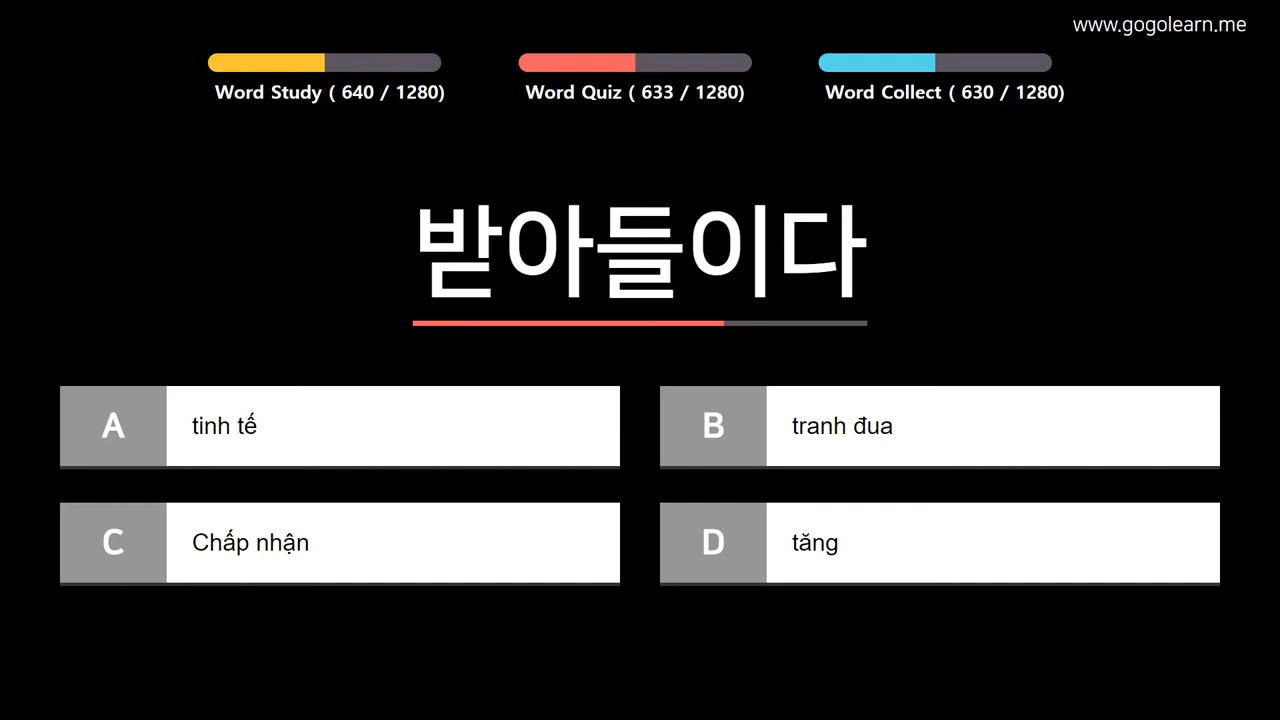 www.gogolearn.me
Word Study ( 640 / 1280)
Word Quiz ( 633 / 1280)
Word Collect ( 630 / 1280)
받아들이다
A
tinh tế
B
tranh đua
C
Chấp nhận
D
tăng